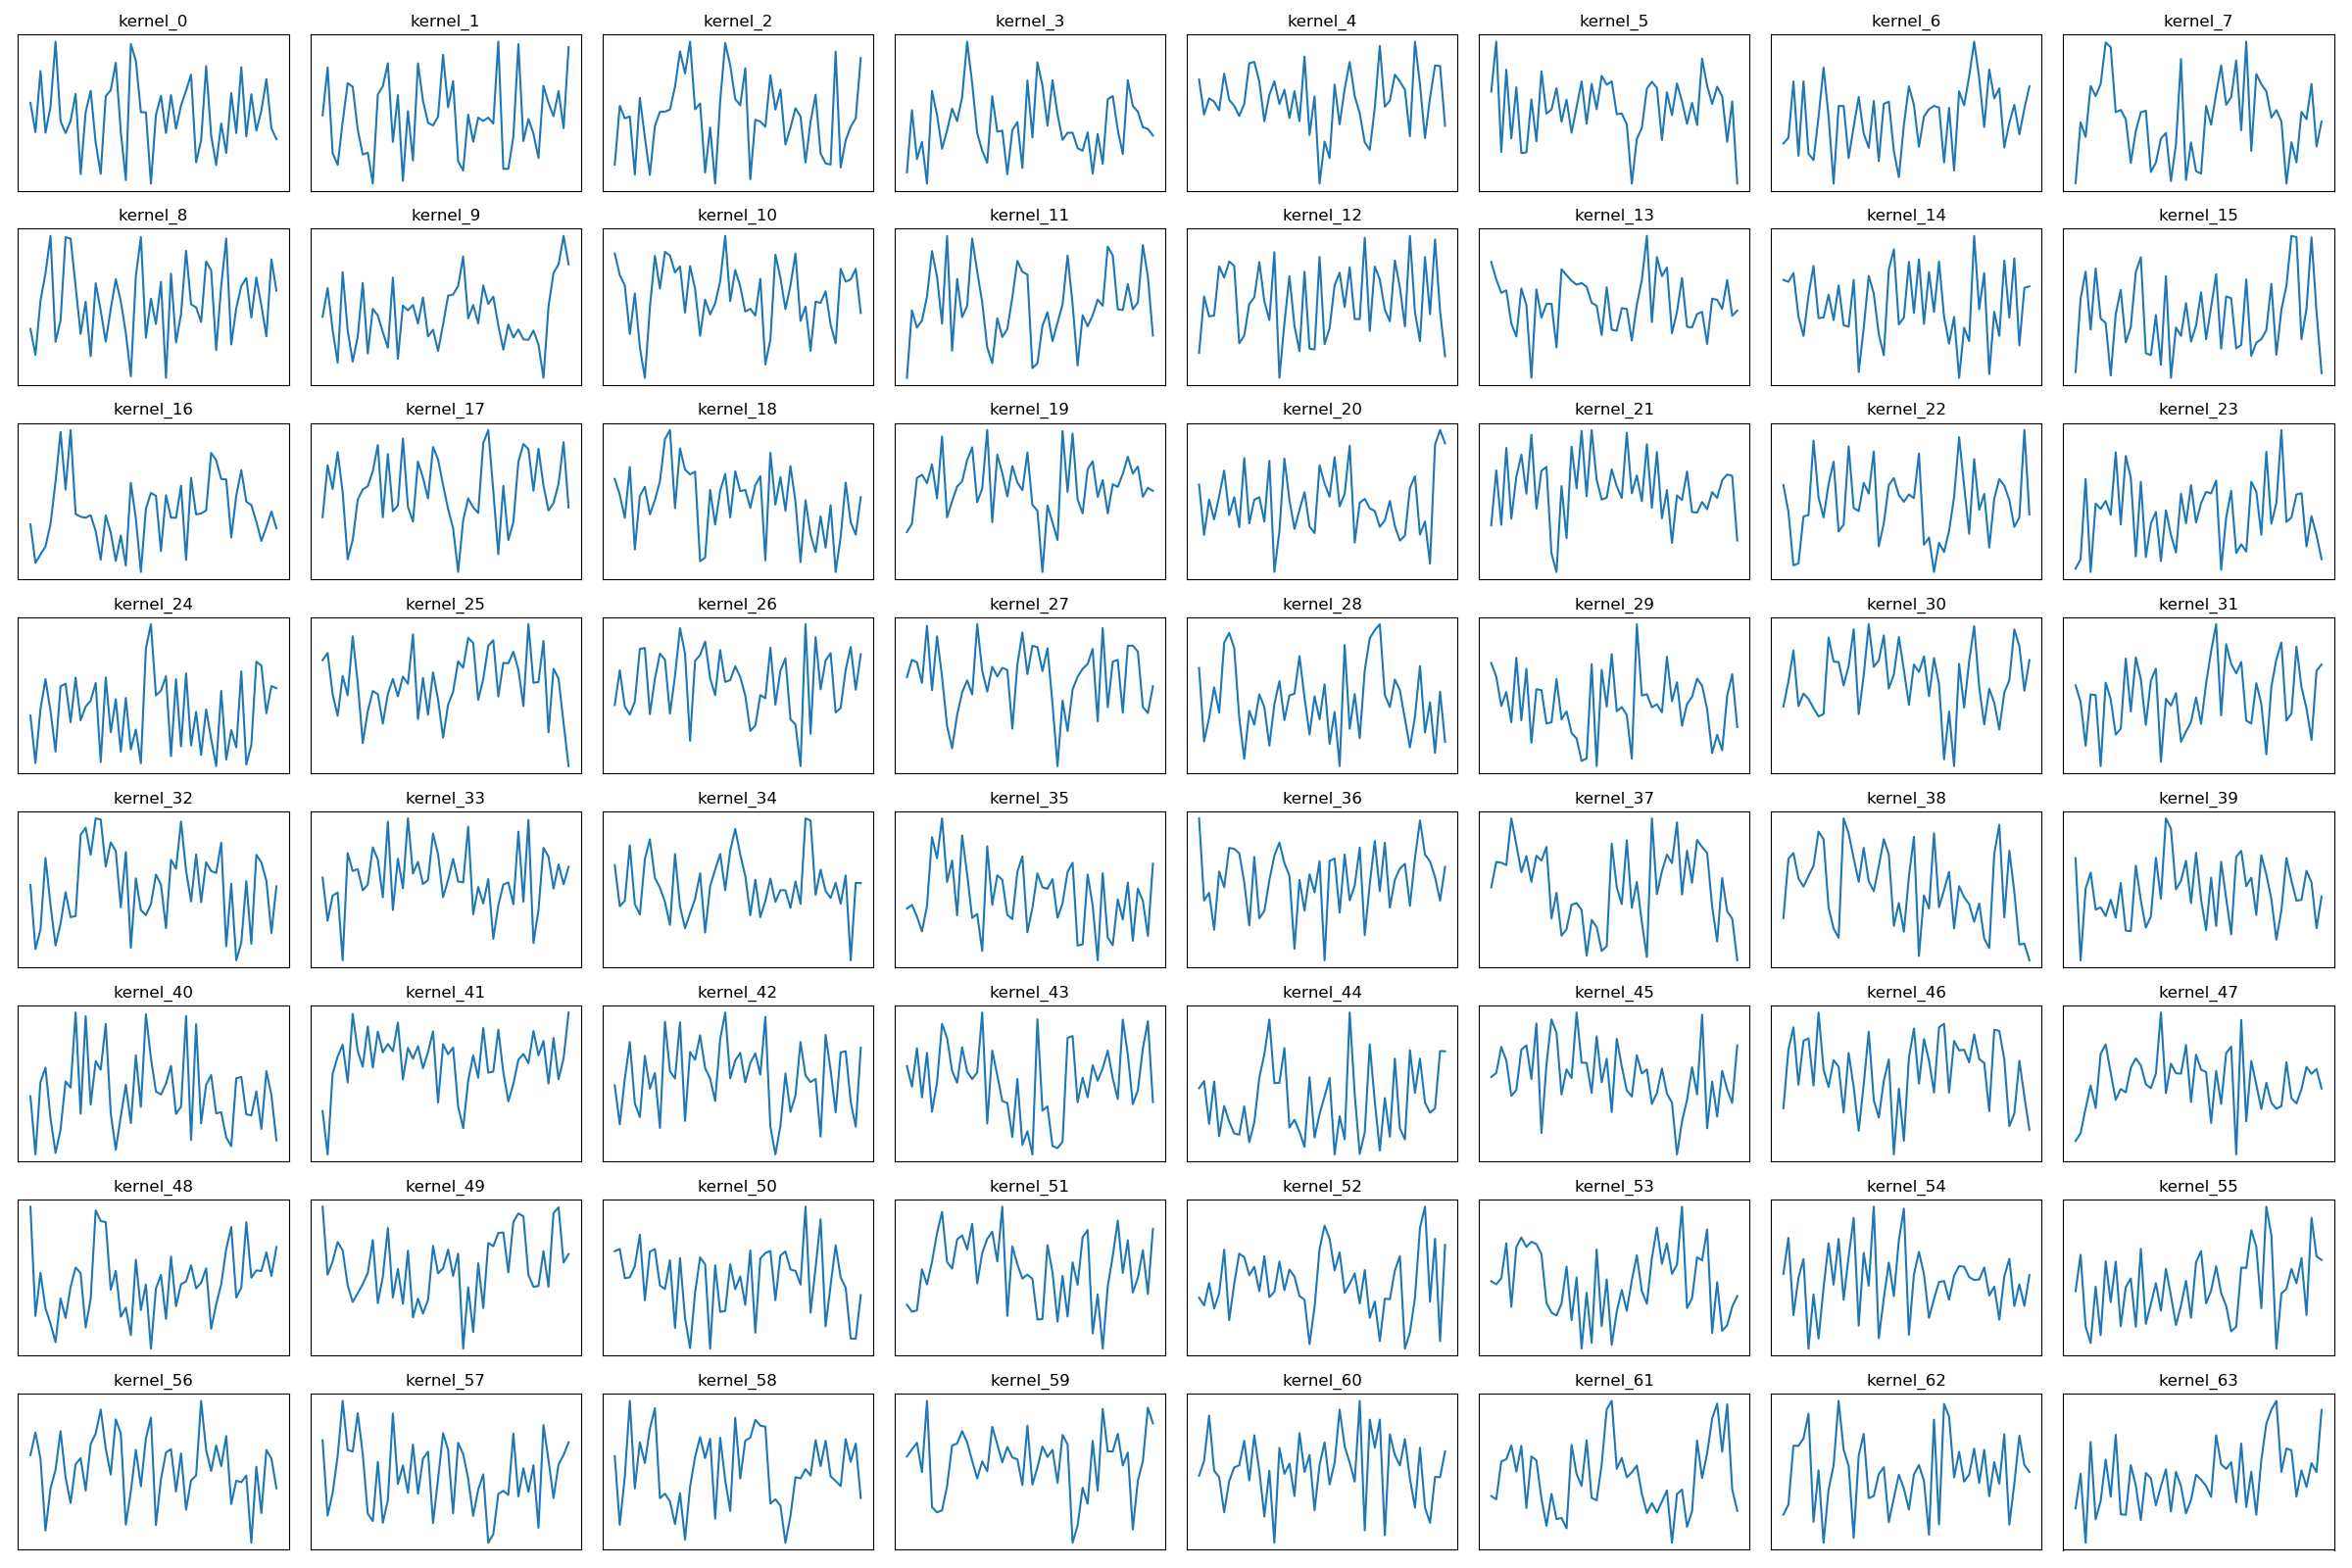 kernel_0 kernel_1 kernel_2 kernel_3 kernel_4 kernel_5 kernel_6 kernel_7
kernel_8 kernel_9 kernel_10 kernel_11 kernel_12 kernel_13 kernel_14 kernel_15
kernel_16 kernel_17 kernel_18 kernel_19 kernel_20 kernel_21 kernel_22 kernel_23
kernel_24 kernel_25 kernel_26 kernel_27 kernel_28 kernel_29 kernel_30 kernel_31
kernel_32 kernel_33 kernel_34 kernel_35 kernel_36 kernel_37 kernel_38 kernel_39
kernel_40 kernel_41 kernel_42 kernel_43 kernel_44 kernel_45 kernel_46 kernel_47
kernel_48 kernel_49 kernel_50 kernel_51 kernel_52 kernel_53 kernel_54 kernel_55
kernel_56 kernel_57 kernel_58 kernel_59 kernel_60 kernel_61 kernel_62 kernel_63